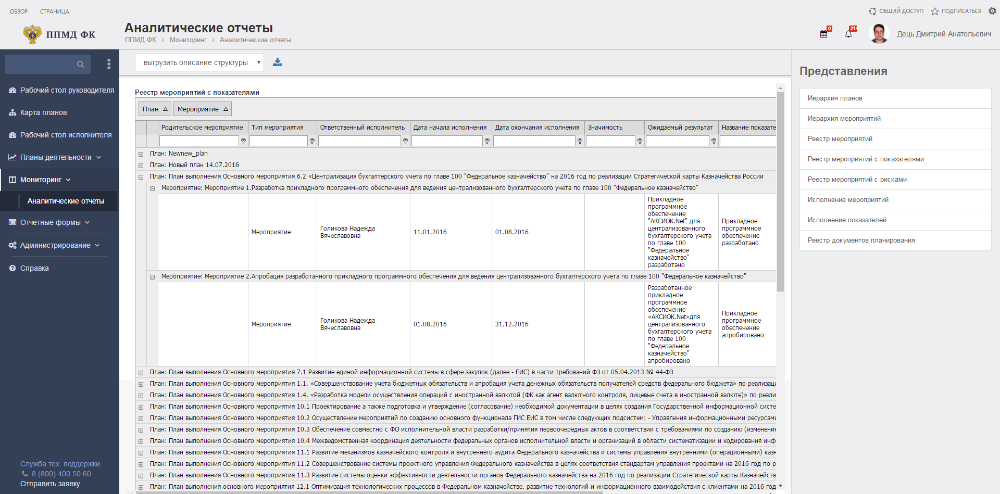 ОБЗОР СТРАНИЦА
ОБЩИЙ ДОСТУП ПОДПИСАТЬСЯ
ППМД ФК
Аналитические отчеты
ППМД ФК > Мониторинг > Аналитические отчеты
0
214
Децъ Дмитрий Анатольевич
Рабочий стол руководителя
Карта планов
Рабочий стол исполнителя
Планы деятельности
Мониторинг
Аналитические отчеты
Отчетные формы
Администрирование
Справка
Служба тех. поддержки
8 (800) 400 50 60
Отправить заявку
выгрузить описание структуры
Реестр мероприятий с показателями
План Мероприятие
Родительское мероприятие Тип мероприятия Ответственный исполнитель Дата начала исполнения Дата окончания исполнения Значимость Ожидаемый результат Название показате
План: Newnew_plan
План: Новый план 14.07.2016
План: План выполнения Основного мероприятия 6.2 «Централизация бухгалтерского учета по главе 100 "Федеральное казначейство" на 2016 год по реализации Стратегической карты Казначейства России
Мероприятие: Мероприятие 1.Разработка прикладного программного обеспечения для ведения централизованного бухгалтерского учета по главе 100 "Федеральное казначейство"
Мероприятие
Голикова Надежда
Вячеславовна
11.01.2016
01.08.2016
Прикладное
программное
обеспечение
"АКСИОК.Net" для
централизованного
бухгалтерского учета
по главе 100
"Федеральное
казначейство"
разработано
Прикладное
программное
обеспечение
разработано
Мероприятие: Мероприятие 2.Апробация разработанного прикладного программного обеспечения для ведения централизованного бухгалтерского учета по главе 100 "Федеральное казначейство"
Мероприятие
Голикова Надежда
Вячеславовна
01.08.2016
31.12.2016
Разработанное
прикладное
программное
обеспечение
«АКСИОК.Net»для
централизованного
бухгалтерского учета
по главе 100
"Федеральное
казначейство"
апробировано
Прикладное
программное
обеспечение
апробировано
План: План выполнения Основного мероприятия 7.1 Развитие единой информационной системы в сфере закупок (далее - ЕИС) в части требований ФЗ от 05.04.2013 № 44-ФЗ
План: План выполнения Основного мероприятия 1.1. «Совершенствование учета бюджетных обязательств и апробация учета денежных обязательств получателей средств федерального бюджета» по реализаци
План: План выполнения Основного мероприятия 1.4. «Разработка модели осуществления операций с иностранной валютой (ФК как агент валютного контроля, лицевые счета в иностранной валюте)» по реали
План: План выполнения Основного мероприятия 10.1 Проектирование а также подготовка и утверждение (согласование) необходимой документации в целях создания Государственной информационной систе
План: План выполнения Основного мероприятия 10.2 Осуществление мероприятий по созданию основного функционала ГИС ЕИС в том числе следующих подсистем: - Управления информационными ресурсами
План: План выполнения Основного мероприятия 10.3 Обеспечение совместно с ФО исполнительной власти разработки/принятия первоочередных актов в соответствии с требованиями по созданию (изменени
План: План выполнения Основного мероприятия 10.4 Межведомственная координация деятельности федеральных органов исполнительной власти и организаций в области систематизации и кодирования инф
План: План выполнения Основного мероприятия 11.1 Развитие механизмов казначейского контроля и внутреннего аудита Федерального казначейства и системы управления внутренними (операционными) казн
План: План выполнения Основного мероприятия 11.2 Совершенствование системы проектного управления Федерального казначейства в целях соответствия стандартам управления проектами на 2016 год по р
План: План выполнения Основного мероприятия 11.3 Развитие системы оценки эффективности деятельности органов Федерального казначейства на 2016 год по реализации Стратегической карты Казначейств
План: План выполнения основного мероприятия 12.1 Оптимизация технологических процессов в Федеральном казначействе, развитие технологий и информационного взаимодействия с клиентами на 2016 год
Представления
Иерархия планов
Иерархия мероприятий
Реестр мероприятий
Реестр мероприятий с показателями
Реестр мероприятий с рисками
Исполнение мероприятий
Исполнение показателей
Реестр документов планирования